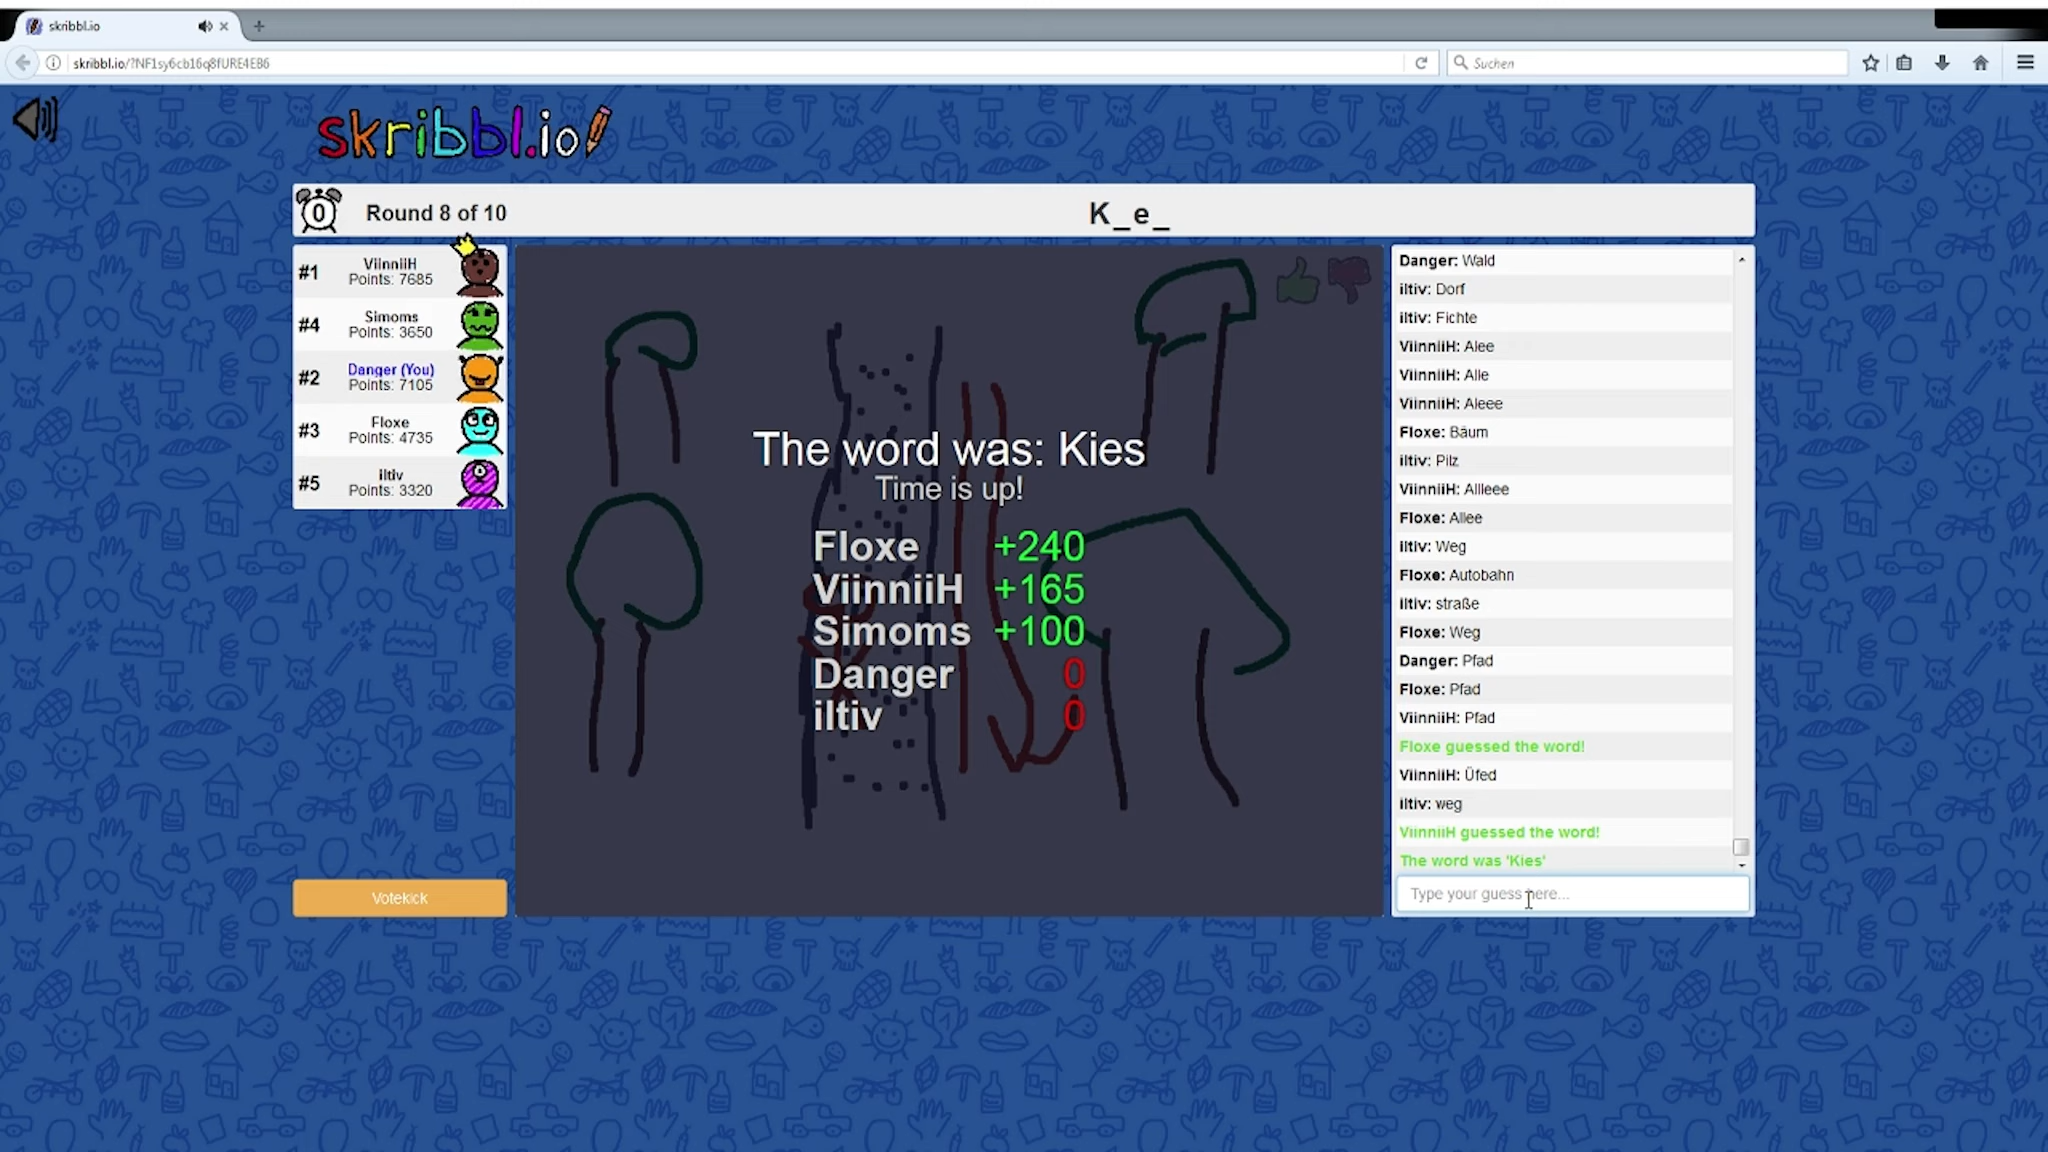 skribbl.io
skribbl.io/?NF1sy6cb16q8fURE4EB6
Suchen
skribbl.io
0
Round 8 of 10
K_e_
#1
ViinniiH
Points: 7685
#4
Simoms
Points: 3650
#2
Danger (You)
Points: 7105
#3
Floxe
Points: 4735
#5
iltiv
Points: 3320
Votekick
The word was: Kies
Time is up!
Floxe +240
ViinniiH +165
Simoms +100
Danger 0
iltiv 0
Danger: Wald
iltiv: Dorf
iltiv: Fichte
ViinniiH: Alee
ViinniiH: Alle
ViinniiH: Aleee
Floxe: Bäum
iltiv: Pilz
ViinniiH: Allleee
Floxe: Allee
iltiv: Weg
Floxe: Autobahn
iltiv: straße
Floxe: Weg
Danger: Pfad
Floxe: Pfad
ViinniiH: Pfad
Floxe guessed the word!
ViinniiH: Üfed
iltiv: weg
ViinniiH guessed the word!
The word was 'Kies'
Type your guess here...